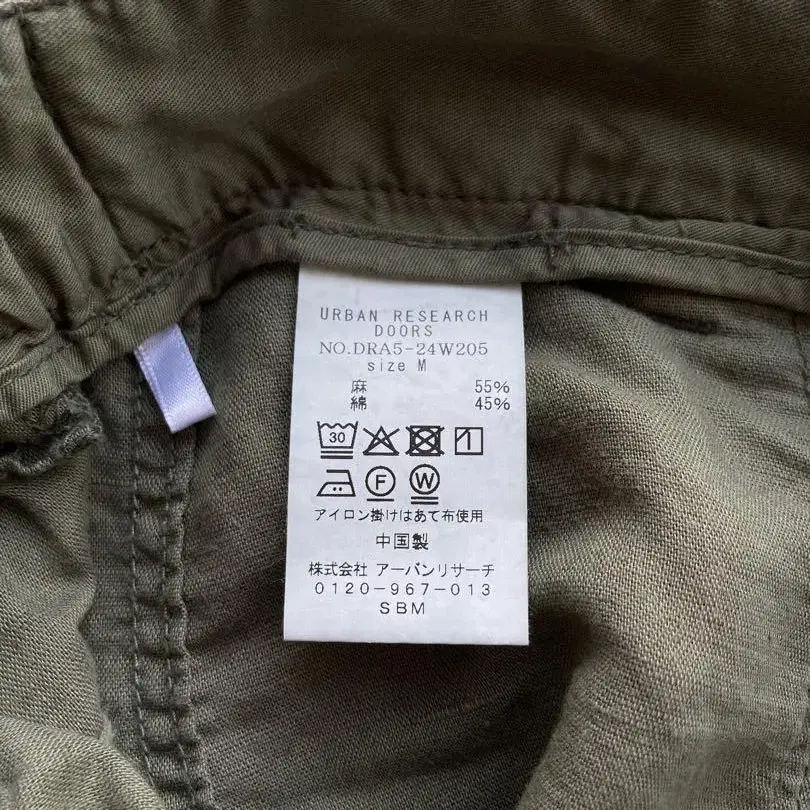 URBAN RESEARCH
DOORS
NO.DRA5-24W205
size M
麻 55%
綿 45%
30
F W
アイロン掛けはあて布使用
中国製
株式会社 アーバンリサーチ
0120-967-013
SBM